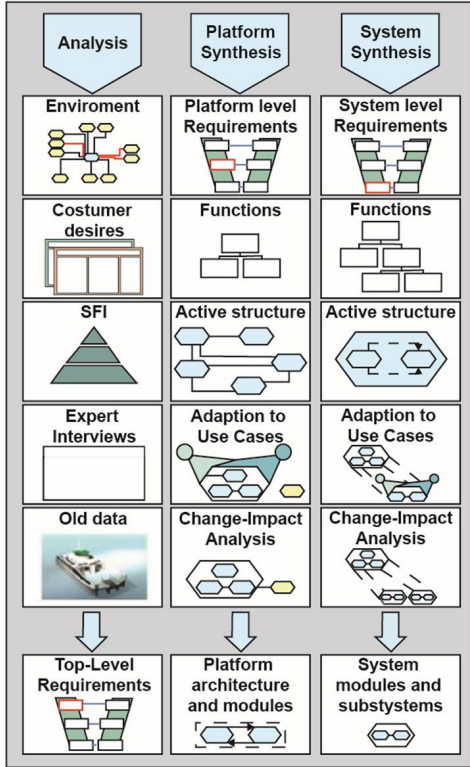 Analysis
Platform
Synthesis
System
Synthesis
Enviroment
Platform level
Requirements
System level
Requirements
Costumer
desires
Functions
Functions
SFI
Active structure
Active structure
Expert
Interviews
Adaption to
Use Cases
Adaption to
Use Cases
Old data
Change-Impact
Analysis
Change-Impact
Analysis
Top-Level
Requirements
Platform
architecture
and modules
System
modules and
substystems